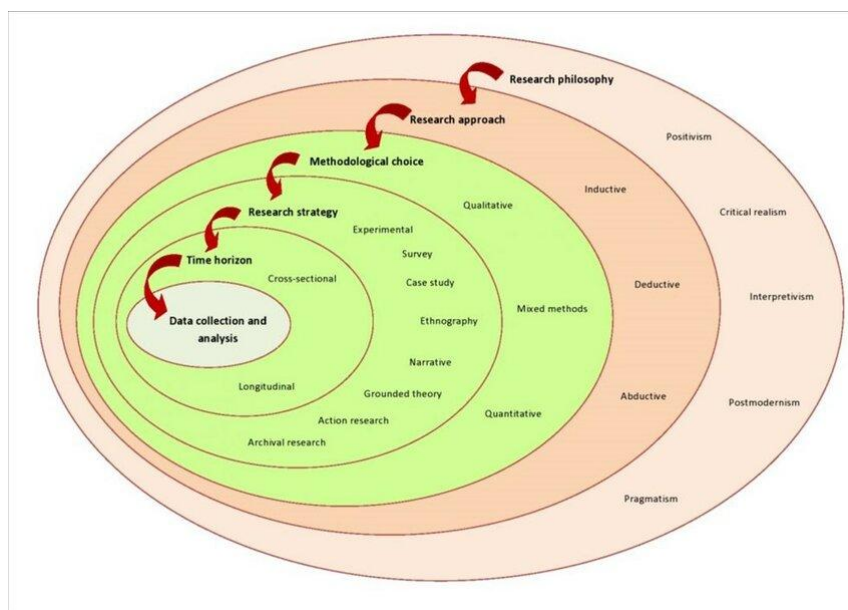 Research philosophy
Research approach
Positivism
Methodological choice
Inductive
Qualitative
Research strategy
Critical realism
Experimental
Survey
Time horizon
Cross-sectional
Case study
Deductive
Interpretivism
Mixed methods
Data collection and
analysis
Ethnography
Narrative
Longitudinal
Grounded theory
Abductive
Postmodernism
Quantitative
Action research
Archival research
Pragmatism